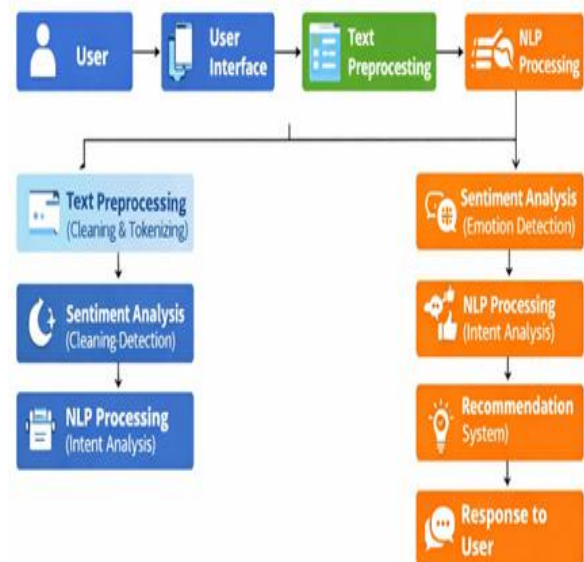 User
User
Interface
Text
Preprocesting
NLP
Processing
Text Preprocessing
(Cleaning & Tokenizing)
Sentiment Analysis
(Cleaning-Detection)
NLP Processing
(Intent Analysis)
Sentiment Analysis
(Emotion Detection)
NLP Processing
(Intent Analysis)
Recommendation
System)
Response to
User